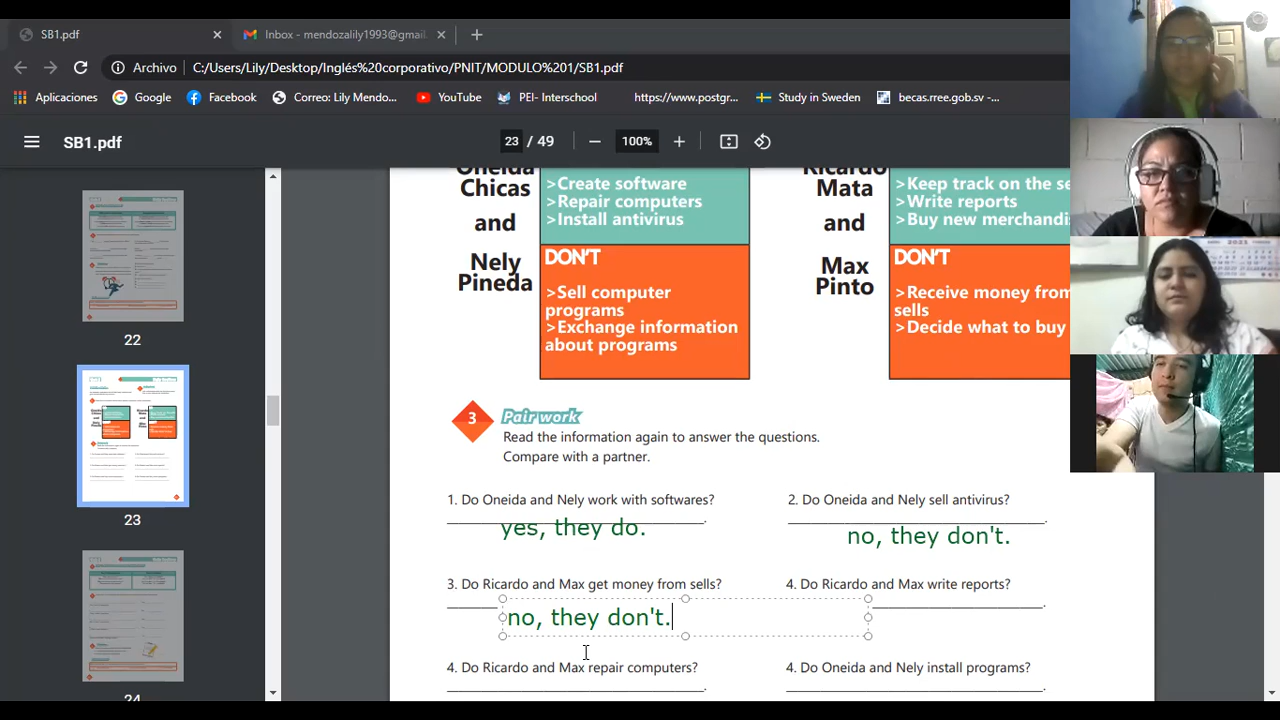 SB1.pdf
Inbox - mendozalily1993@gmail.
Archivo
C:/Users/Lily/Desktop/Inglés%20corporativo/PNIT/MODULO%201/SB1.pdf
Aplicaciones
Google
Facebook
Correo: Lily Mendo...
YouTube
PEI- Interschool
https://www.postgr...
Study in Sweden
becas.rree.gob.sv -...
SB1.pdf
23 / 49
100%
22
23
24
Oneida
Chicas
and
Nely
Pineda
>Create software
>Repair computers
>Install antivirus
DON'T
>Sell computer
programs
>Exchange information
about programs
Ricardo
Mata
and
Max
Pinto
>Keep track on the se
>Write reports
>Buy new merchandi
DON'T
>Receive money from
sells
>Decide what to buy
3
Pair work
Read the information again to answer the questions.
Compare with a partner.
1. Do Oneida and Nely work with softwares?
yes, they do.
2. Do Oneida and Nely sell antivirus?
no, they don't.
3. Do Ricardo and Max get money from sells?
no, they don't.
4. Do Ricardo and Max write reports?
4. Do Ricardo and Max repair computers?
4. Do Oneida and Nely install programs?